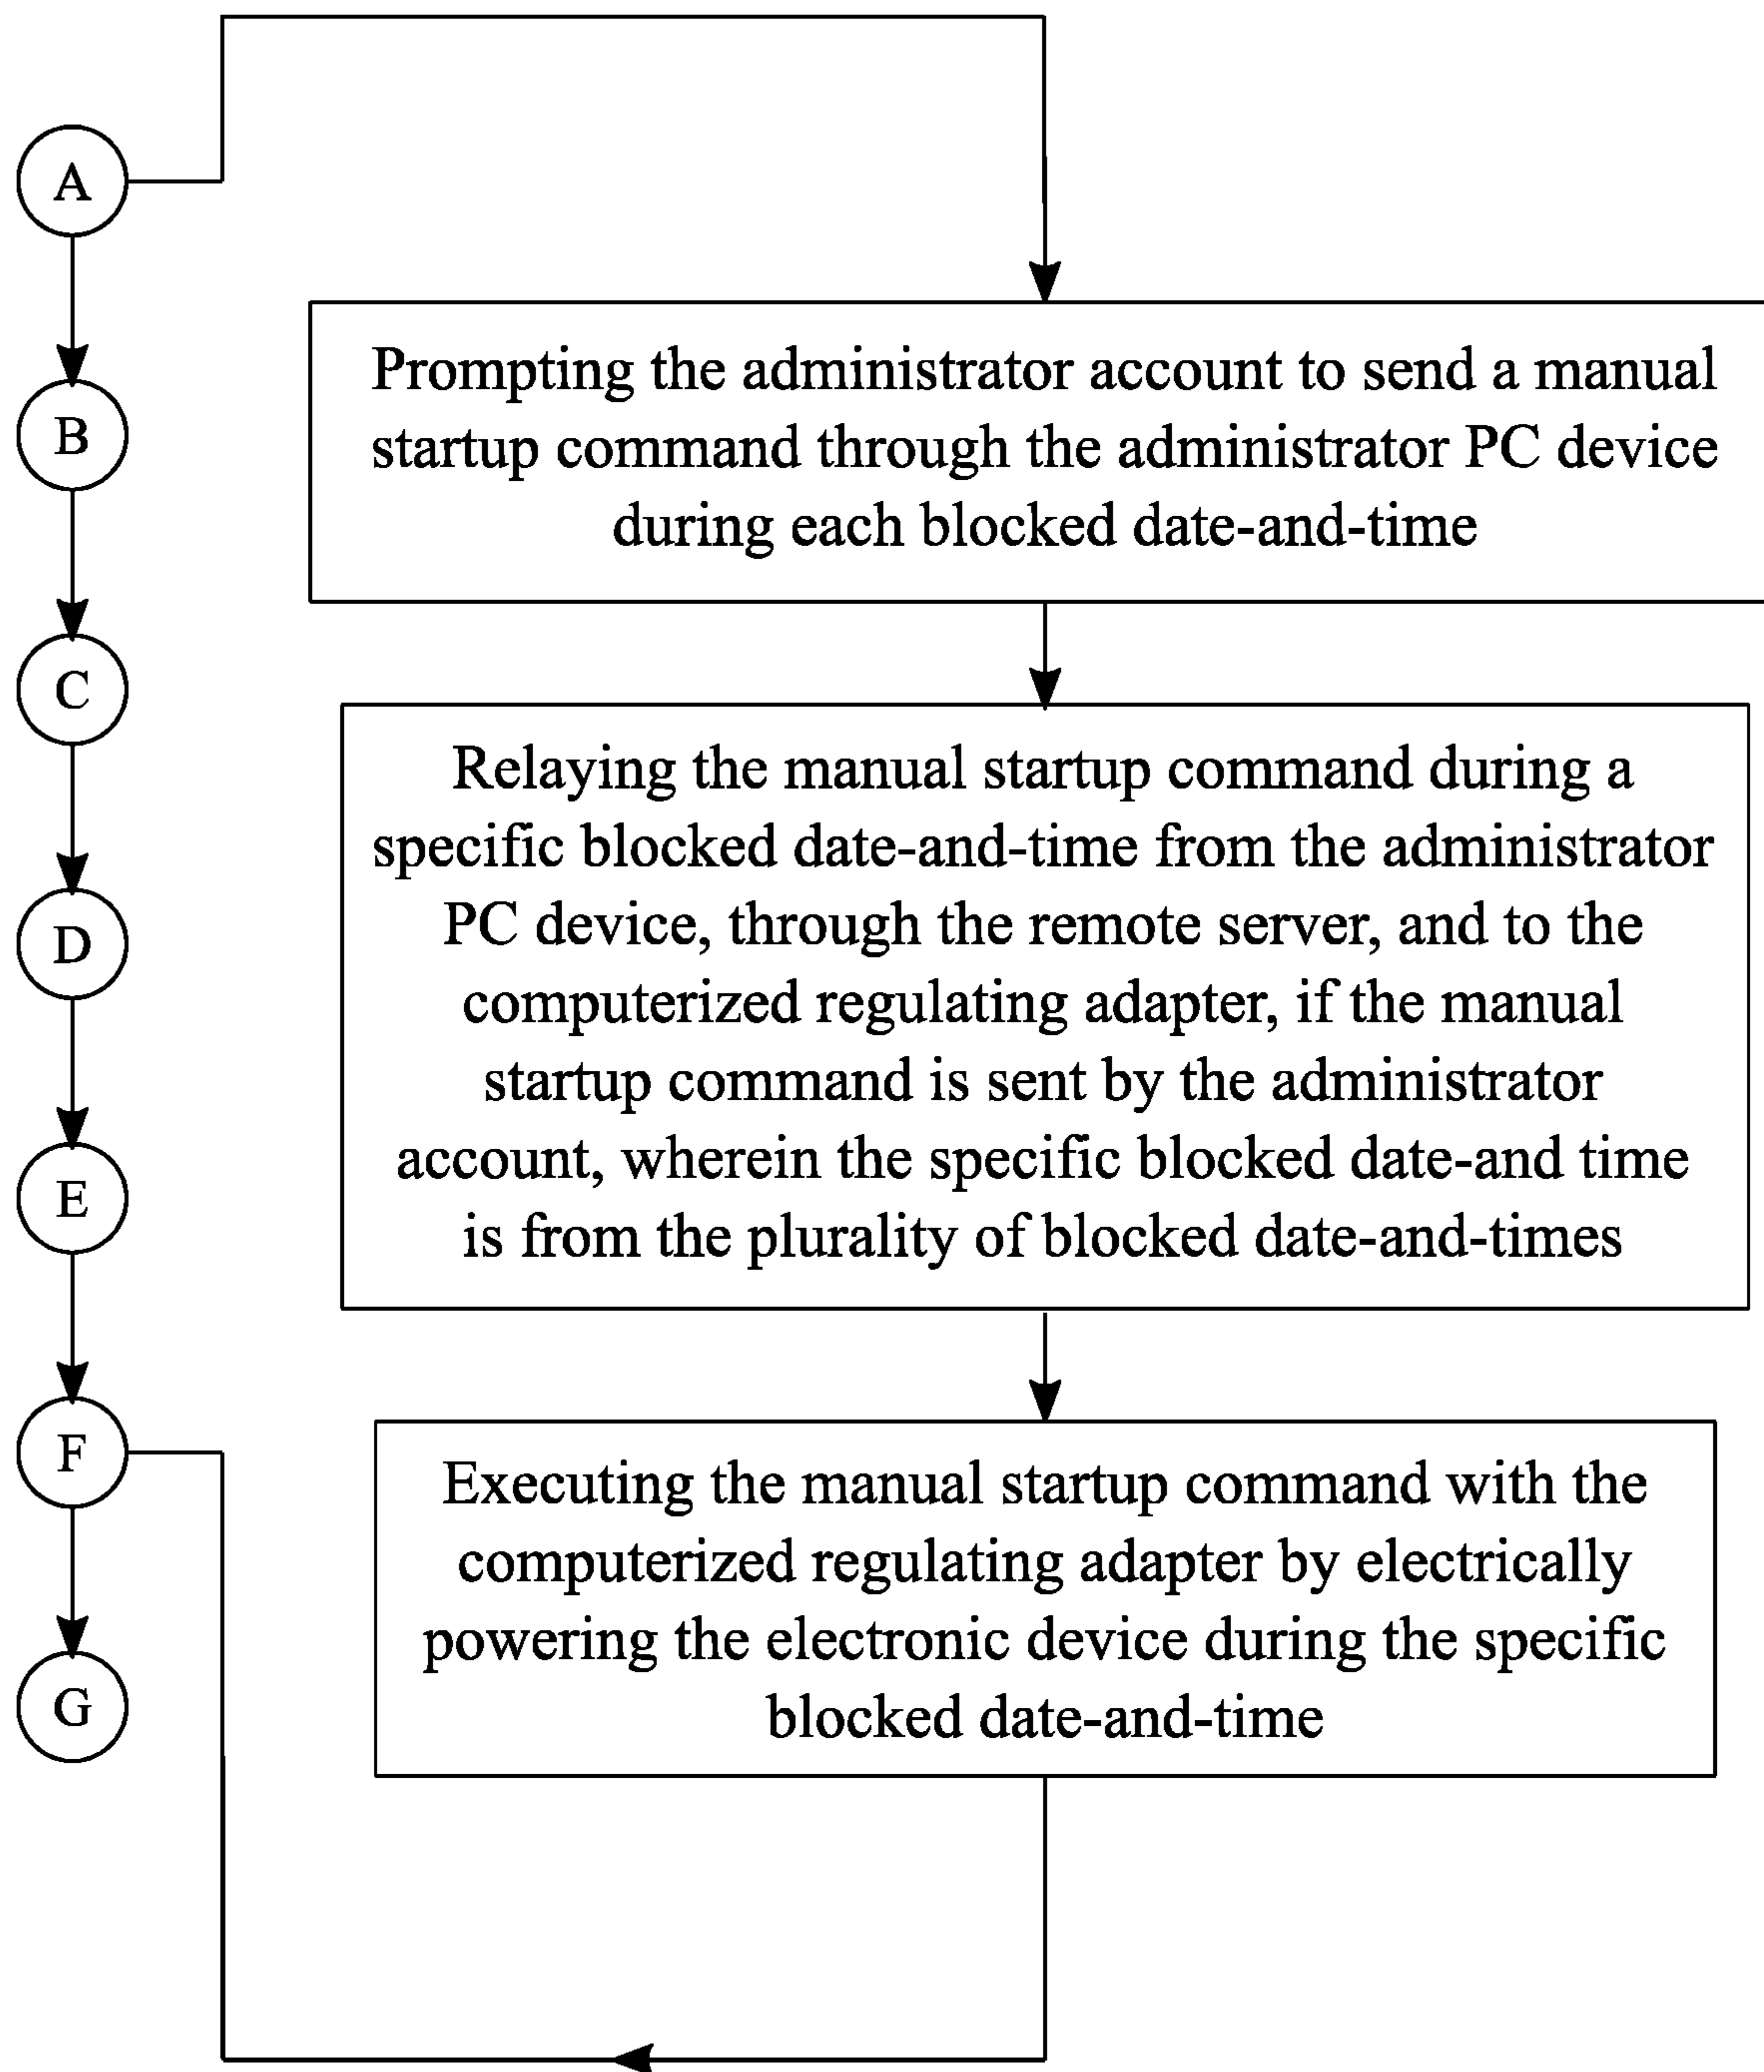 A
B
C
D
E
F
G
Prompting the administrator account to send a manual
startup command through the administrator PC device
during each blocked date-and-time
Relaying the manual startup command during a
specific blocked date-and-time from the administrator
PC device, through the remote server, and to the
computerized regulating adapter, if the manual
startup command is sent by the administrator
account, wherein the specific blocked date-and time
is from the plurality of blocked date-and-times
Executing the manual startup command with the
computerized regulating adapter by electrically
powering the electronic device during the specific
blocked date-and-time